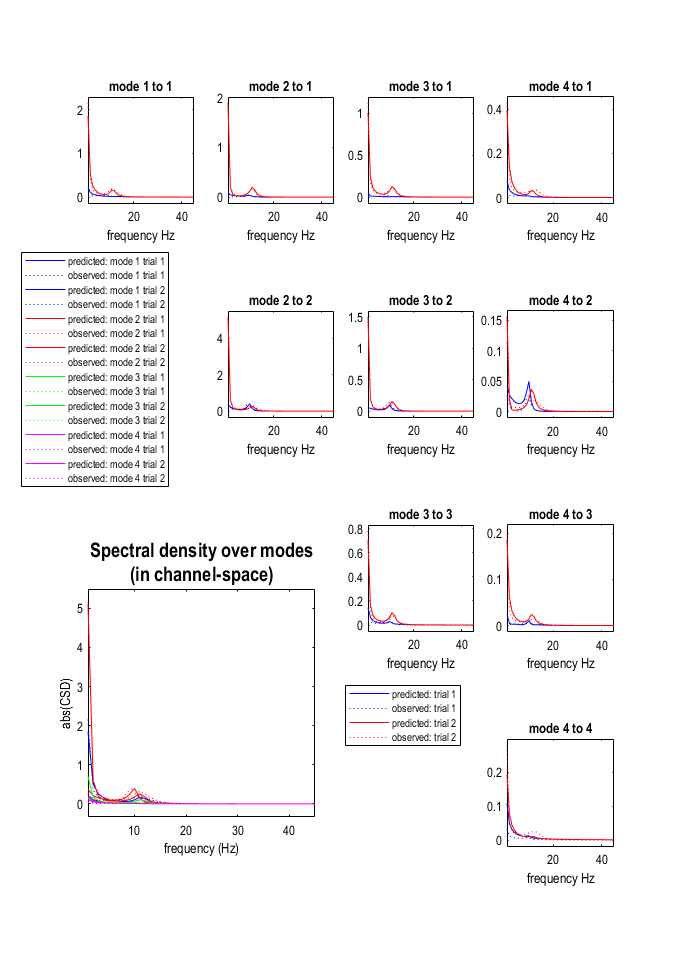 mode 1 to 1
mode 2 to 1
mode 3 to 1
mode 4 to 1
2
1
0
20
40
frequency Hz
2
1
0
20
40
frequency Hz
1
0.5
0
20
40
frequency Hz
0.4
0.2
0
20
40
frequency Hz
predicted: mode 1 trial 1
observed: mode 1 trial 1
predicted: mode 1 trial 2
observed: mode 1 trial 2
predicted: mode 2 trial 1
observed: mode 2 trial 1
predicted: mode 2 trial 2
observed: mode 2 trial 2
predicted: mode 3 trial 1
observed: mode 3 trial 1
predicted: mode 3 trial 2
observed: mode 3 trial 2
predicted: mode 4 trial 1
observed: mode 4 trial 1
predicted: mode 4 trial 2
observed: mode 4 trial 2
mode 2 to 2
4
2
0
20
40
frequency Hz
mode 3 to 2
1.5
1
0.5
0
20
40
frequency Hz
mode 4 to 2
0.15
0.1
0.05
0
20
40
frequency Hz
mode 3 to 3
0.8
0.6
0.4
0.2
0
20
40
frequency Hz
mode 4 to 3
0.2
0.1
0
20
40
frequency Hz
Spectral density over modes
(in channel-space)
abs(CSD)
5
4
3
2
1
0
10
20
30
40
frequency (Hz)
predicted: trial 1
observed: trial 1
predicted: trial 2
observed: trial 2
mode 4 to 4
0.2
0.1
0
20
40
frequency Hz